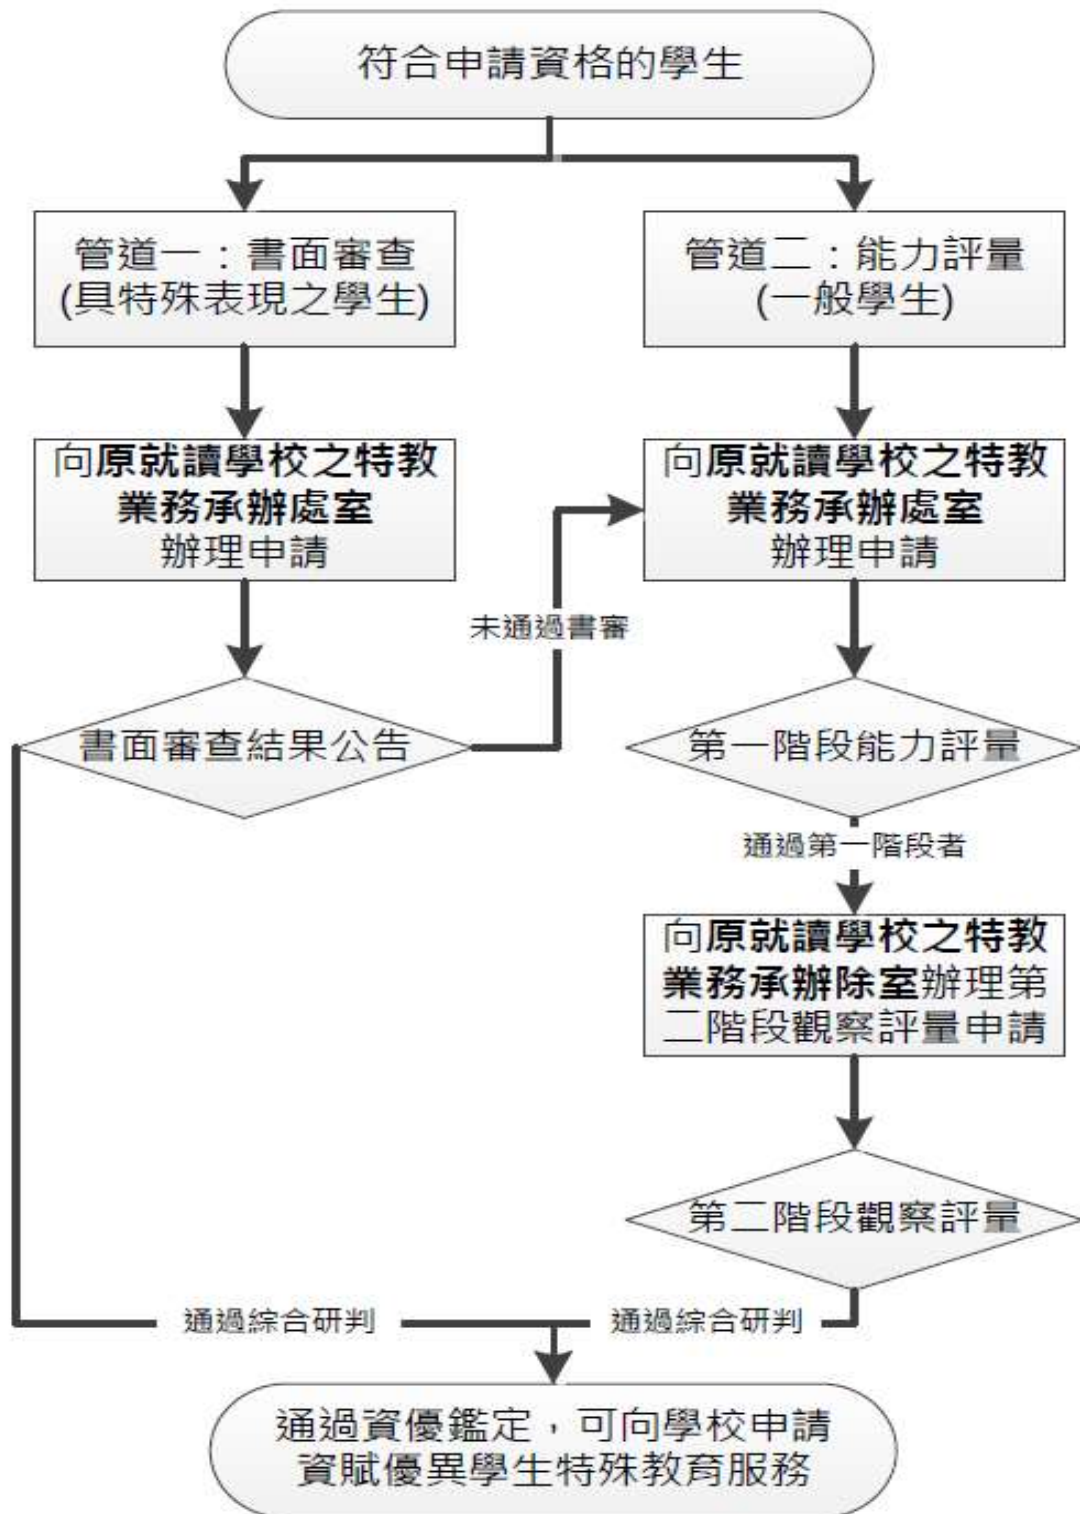 符合申請資格的學生
管道一：書面審查
(具特殊表現之學生)
向原就讀學校之特教
業務承辦處室
辦理申請
書面審查結果公告
未通過書審
管道二：能力評量
(一般學生)
向原就讀學校之特教
業務承辦處室
辦理申請
第一階段能力評量
通過第一階段者
向原就讀學校之特教
業務承辦除室辦理第
二階段觀察評量申請
第二階段觀察評量
通過綜合研判
通過綜合研判
通過資優鑑定，可向學校申請
資賦優異學生特殊教育服務